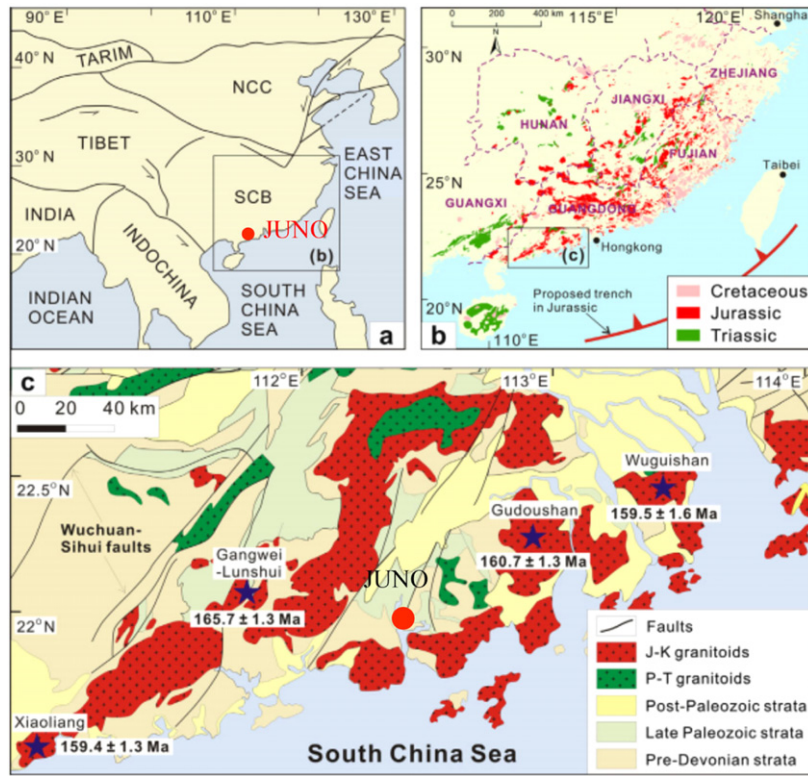 90°E
110°E
130°E
40°N
TARIM
NCC
TIBET
30°N
EAST
CHINA
SEA
SCB
INDIA
JUNO
20°N
(b)
INDOCHINA
INDIAN
OCEAN
SOUTH
CHINA
SEA
a
0 200 400 km
115°E
120°E
Shanghai
30°N
N
ZHEJIANG
JIANGXI
HUNAN
FUJIAN
Taibei
25°N
GUANGXI
GUANGDONG
Hongkong
(c)
Cretaceous
Jurassic
Triassic
20°N
Proposed trench
in Jurassic
b
110°E
c
112°E
113°E
114°E
0 20 40 km
Wuguishan
22.5°N
159.5 ± 1.6 Ma
Gudoushan
Wuchuan-
Sihui faults
Gangwei
-Lunshui
JUNO
160.7 ± 1.3 Ma
22°N
165.7 ± 1.3 Ma
Faults
J-K granitoids
P-T granitoids
Post-Paleozoic strata
Late Paleozoic strata
Pre-Devonian strata
Xiaoliang
159.4 ± 1.3 Ma
South China Sea